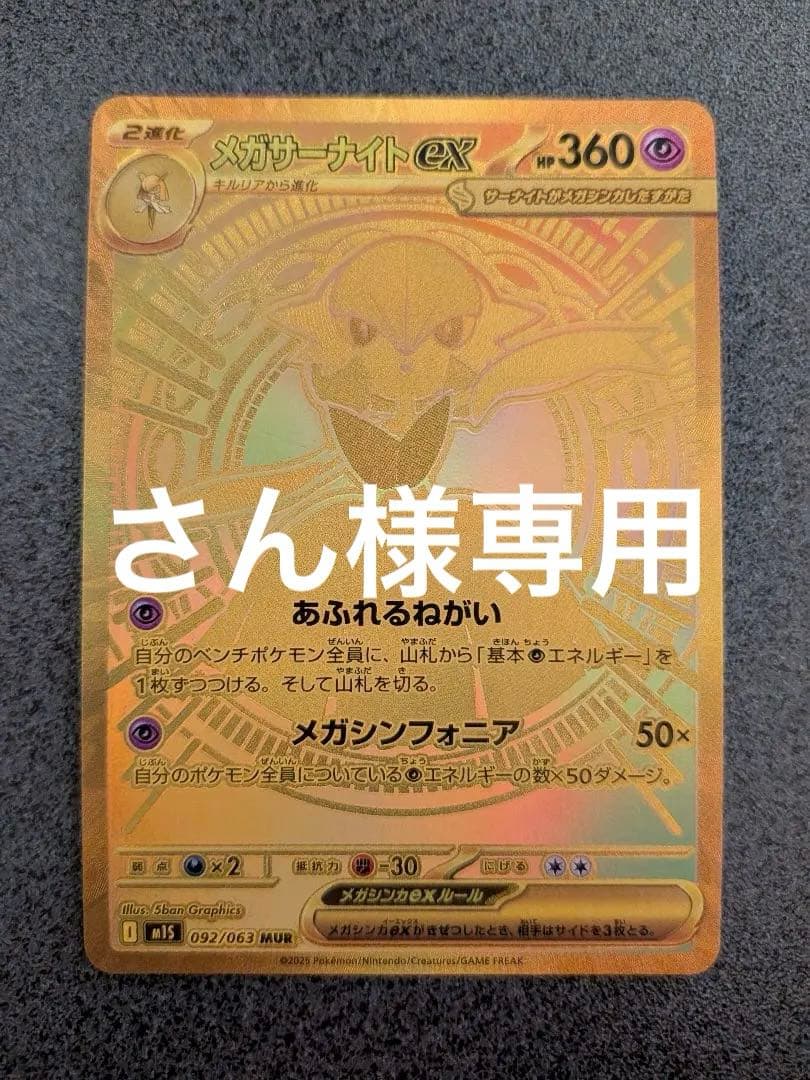 2進化
メガサーナイトex
HP360
キルリアから進化
サーナイトがメガシンカしたすがた
さん様専用
あふれるねがい
自分のベンチポケモン全員に、山札から「基本エネルギー」を
1枚ずつつける。そして山札を切る。
メガシンフォニア 50×
自分のポケモン全員についているエネルギーの数×50ダメージ。
弱点 ×2 抵抗力 -30 にげる
メガシンカexルール
Illus. 5ban Graphics
メガシンカexがきぜつしたとき、相手はサイドを3枚とる。
I m1S 092/063 MUR
©2025 Pokémon/Nintendo/Creatures/GAME FREAK